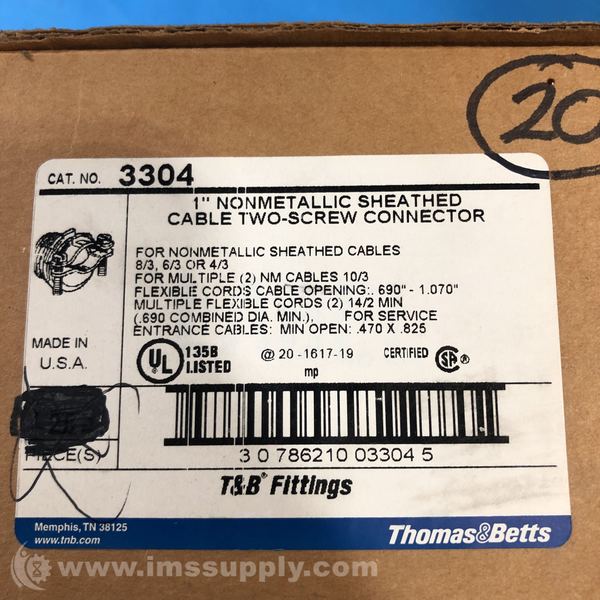 20
CAT. NO. 3304
1" NONMETALLIC SHEATHED
CABLE TWO-SCREW CONNECTOR
FOR NONMETALLIC SHEATHED CABLES
8/3, 6/3 OR 4/3
FOR MULTIPLE (2) NM CABLES 10/3
FLEXIBLE CORDS CABLE OPENING: .690" - 1.070"
MULTIPLE FLEXIBLE CORDS (2) 14/2 MIN
(.690 COMBINED DIA. MIN.), FOR SERVICE
ENTRANCE CABLES: MIN OPEN: .470 X .825
MADE IN
U.S.A.
UL 135B LISTED
@ 20-1617-19
mp
CERTIFIED SA ®
PIECE(S)
3 0 786210 03304 5
T&B® Fittings
Memphis, TN 38125
www.tnb.com
Thomas&Betts
© www.imssupply.com